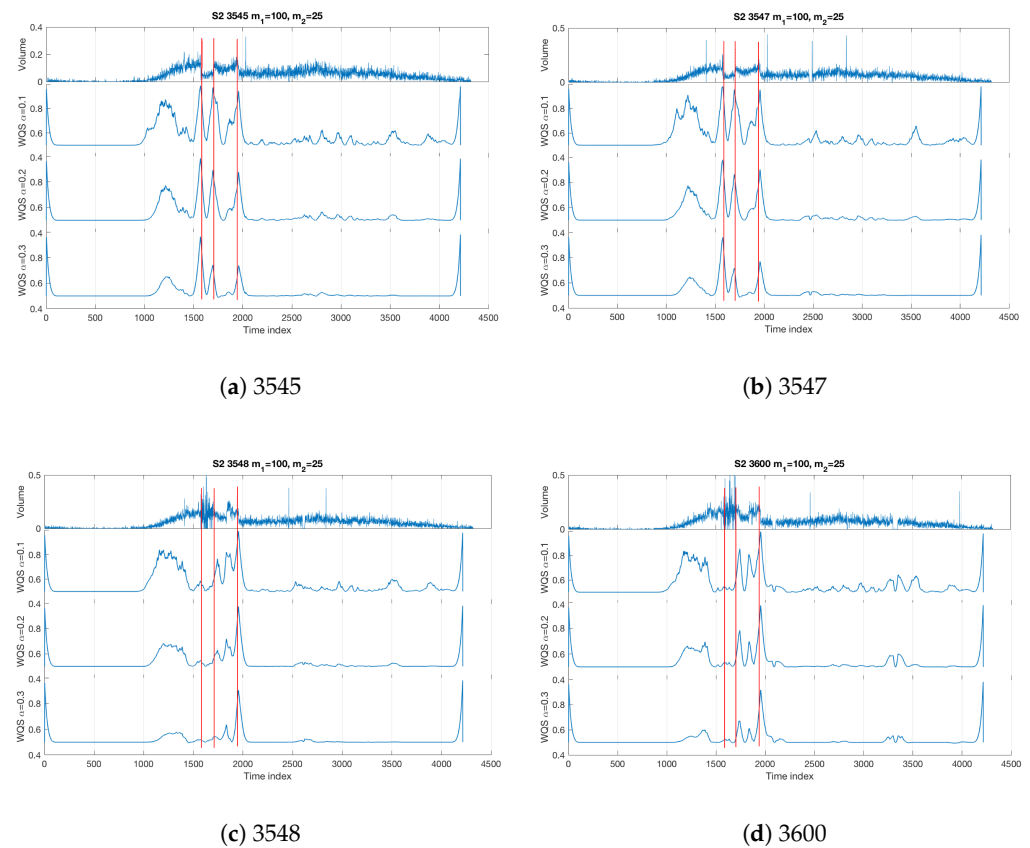 S2 3545 m1=100, m2=25
Volume
0.4
0.2
0
WQS α=0.1
0.8
0.6
WQS α=0.2
0.4
0.8
0.6
WQS α=0.3
0.4
0.8
0.6
0.4
0 500 1000 1500 2000 2500 3000 3500 4000 4500
Time index
(a) 3545
S2 3547 m1=100, m2=25
Volume
0.5
0
WQS α=0.1
0.8
0.6
WQS α=0.2
0.4
0.8
0.6
WQS α=0.3
0.4
0.8
0.6
0.4
0 500 1000 1500 2000 2500 3000 3500 4000 4500
Time index
(b) 3547
S2 3548 m1=100, m2=25
Volume
0.5
0
WQS α=0.1
0.8
0.6
WQS α=0.2
0.4
0.8
0.6
WQS α=0.3
0.4
0.8
0.6
0.4
0 500 1000 1500 2000 2500 3000 3500 4000 4500
Time index
(c) 3548
S2 3600 m1=100, m2=25
Volume
0.5
0
WQS α=0.1
0.8
0.6
WQS α=0.2
0.4
0.8
0.6
WQS α=0.3
0.4
0.8
0.6
0.4
0 500 1000 1500 2000 2500 3000 3500 4000 4500
Time index
(d) 3600